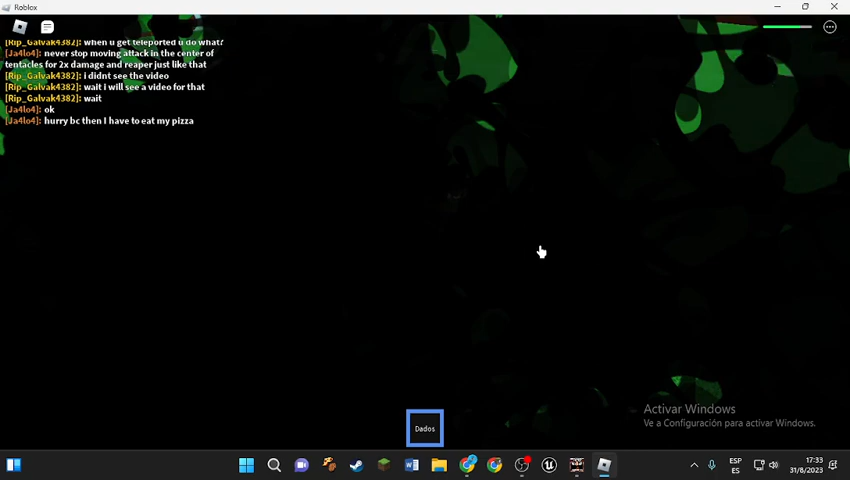 Roblox
[Rip_Galvak4382]: when u get teleported u do what?
[Ja4lo4]: never stop moving attack in the center of
tentacles for 2x damage and reaper just like that
[Rip_Galvak4382]: i didnt see the video
[Rip_Galvak4382]: wait i will see a video for that
[Rip_Galvak4382]: wait
[Ja4lo4]: ok
[Ja4lo4]: hurry bc then I have to eat my pizza
Dados
Activar Windows
Ve a Configuración para activar Windows.
ESP
ES
17:33
31/8/2023